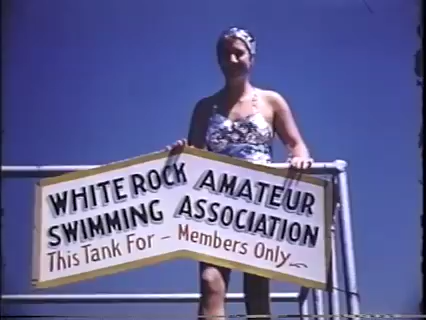 WHITE ROCK AMATEUR
SWIMMING ASSOCIATION
This Tank For – Members Only